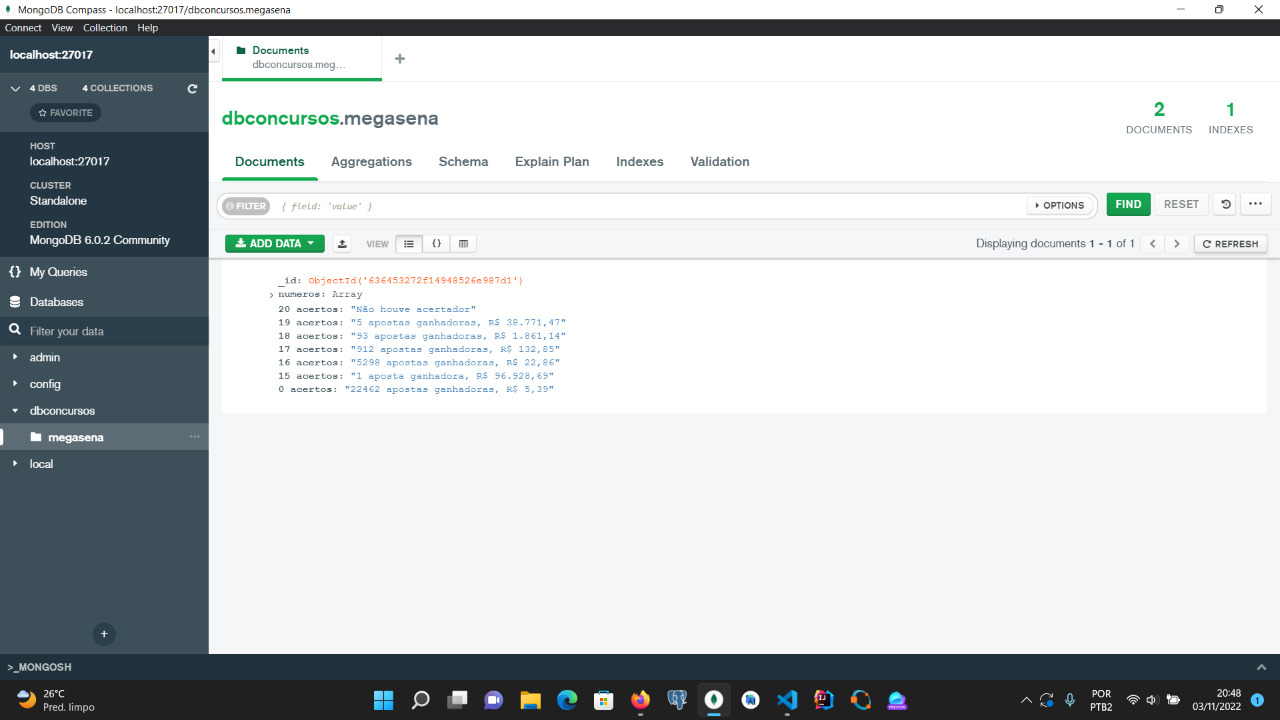 MongoDB Compass - localhost:27017/dbconcursos.megasena
Connect View Collection Help
localhost:27017
4 DBS 4 COLLECTIONS
FAVORITE
HOST
localhost:27017
CLUSTER
Standalone
EDITION
MongoDB 6.0.2 Community
{} My Queries
Databases
Filter your data
admin
config
dbconcursos
megasena
local
Documents
dbconcursos.meg...
dbconcursos.megasena
2
DOCUMENTS
1
INDEXES
Documents Aggregations Schema Explain Plan Indexes Validation
FILTER { field: 'value' } OPTIONS FIND RESET
ADD DATA VIEW {} Displaying documents 1 - 1 of 1 REFRESH
_id: ObjectId('636453272f14948526e987d1')
numeros: Array
20 acertos: "Não houve acertador"
19 acertos: "5 apostas ganhadoras, R$ 38.771,47"
18 acertos: "93 apostas ganhadoras, R$ 1.861,14"
17 acertos: "912 apostas ganhadoras, R$ 132,85"
16 acertos: "5298 apostas ganhadoras, R$ 22,86"
15 acertos: "1 aposta ganhadora, R$ 96.928,69"
0 acertos: "22462 apostas ganhadoras, R$ 5,39"
>_MONGOSH
26°C
Pred. limpo
POR
PTB2
20:48
03/11/2022
1